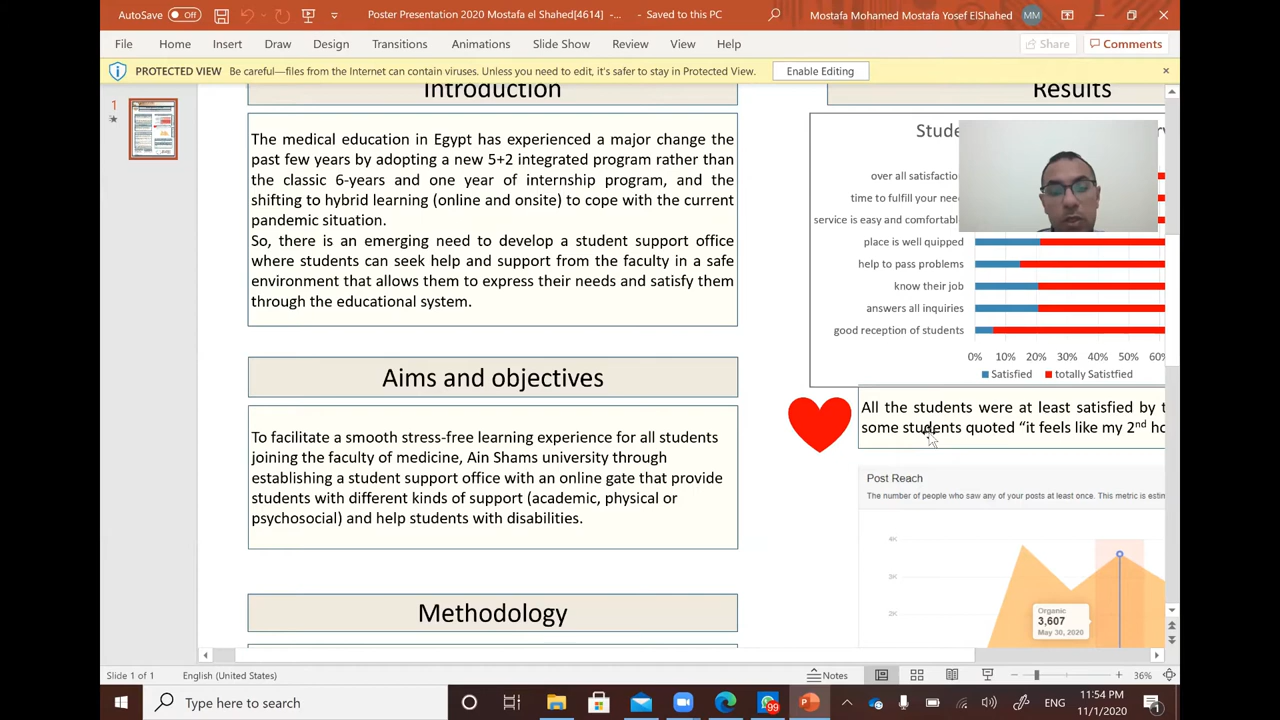 AutoSave Off
Poster Presentation 2020 Mostafa el Shahed[4614] -... - Saved to this PC
Mostafa Mohamed Mostafa Yosef ElShahed MM
File Home Insert Draw Design Transitions Animations Slide Show Review View Help Share Comments
PROTECTED VIEW Be careful—files from the Internet can contain viruses. Unless you need to edit, it's safer to stay in Protected View. Enable Editing
1
Introduction
The medical education in Egypt has experienced a major change the
past few years by adopting a new 5+2 integrated program rather than
the classic 6-years and one year of internship program, and the
shifting to hybrid learning (online and onsite) to cope with the current
pandemic situation.
So, there is an emerging need to develop a student support office
where students can seek help and support from the faculty in a safe
environment that allows them to express their needs and satisfy them
through the educational system.
Aims and objectives
To facilitate a smooth stress-free learning experience for all students
joining the faculty of medicine, Ain Shams university through
establishing a student support office with an online gate that provide
students with different kinds of support (academic, physical or
psychosocial) and help students with disabilities.
Methodology
Results
Stude
over all satisfactio
time to fulfill your nee
service is easy and comfortabl
place is well quipped
help to pass problems
know their job
answers all inquiries
good reception of students
0% 10% 20% 30% 40% 50% 60%
Satisfied totally Satistfied
All the students were at least satisfied by t
some students quoted “it feels like my 2nd ho
Post Reach
The number of people who saw any of your posts at least once. This metric is estim
4K
3K
2K
Organic
3,607
May 30, 2020
Slide 1 of 1 English (United States) Notes 36%
Type here to search
99
ENG
11:54 PM
11/1/2020
1